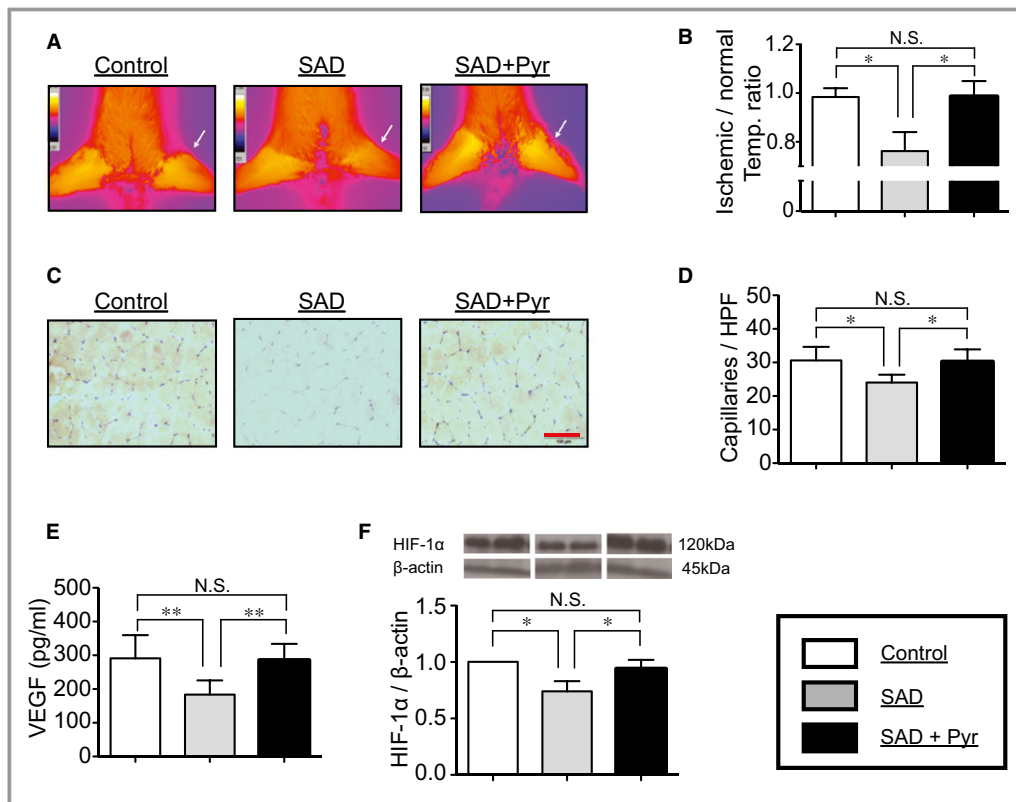 A
Control
SAD
SAD+Pyr
B
Ischemic / normal
Temp. ratio
1.2
1.0
0.8
0
N.S.
* *
C
Control
SAD
SAD+Pyr
D
Capillaries / HPF
50
40
30
20
10
0
N.S.
* *
E
VEGF (pg/ml)
500
400
300
200
100
0
N.S.
** **
F
HIF-1α
120kDa
β-actin
45kDa
HIF-1α / β-actin
1.5
1.0
0.5
0.0
N.S.
* *
Control
SAD
SAD + Pyr